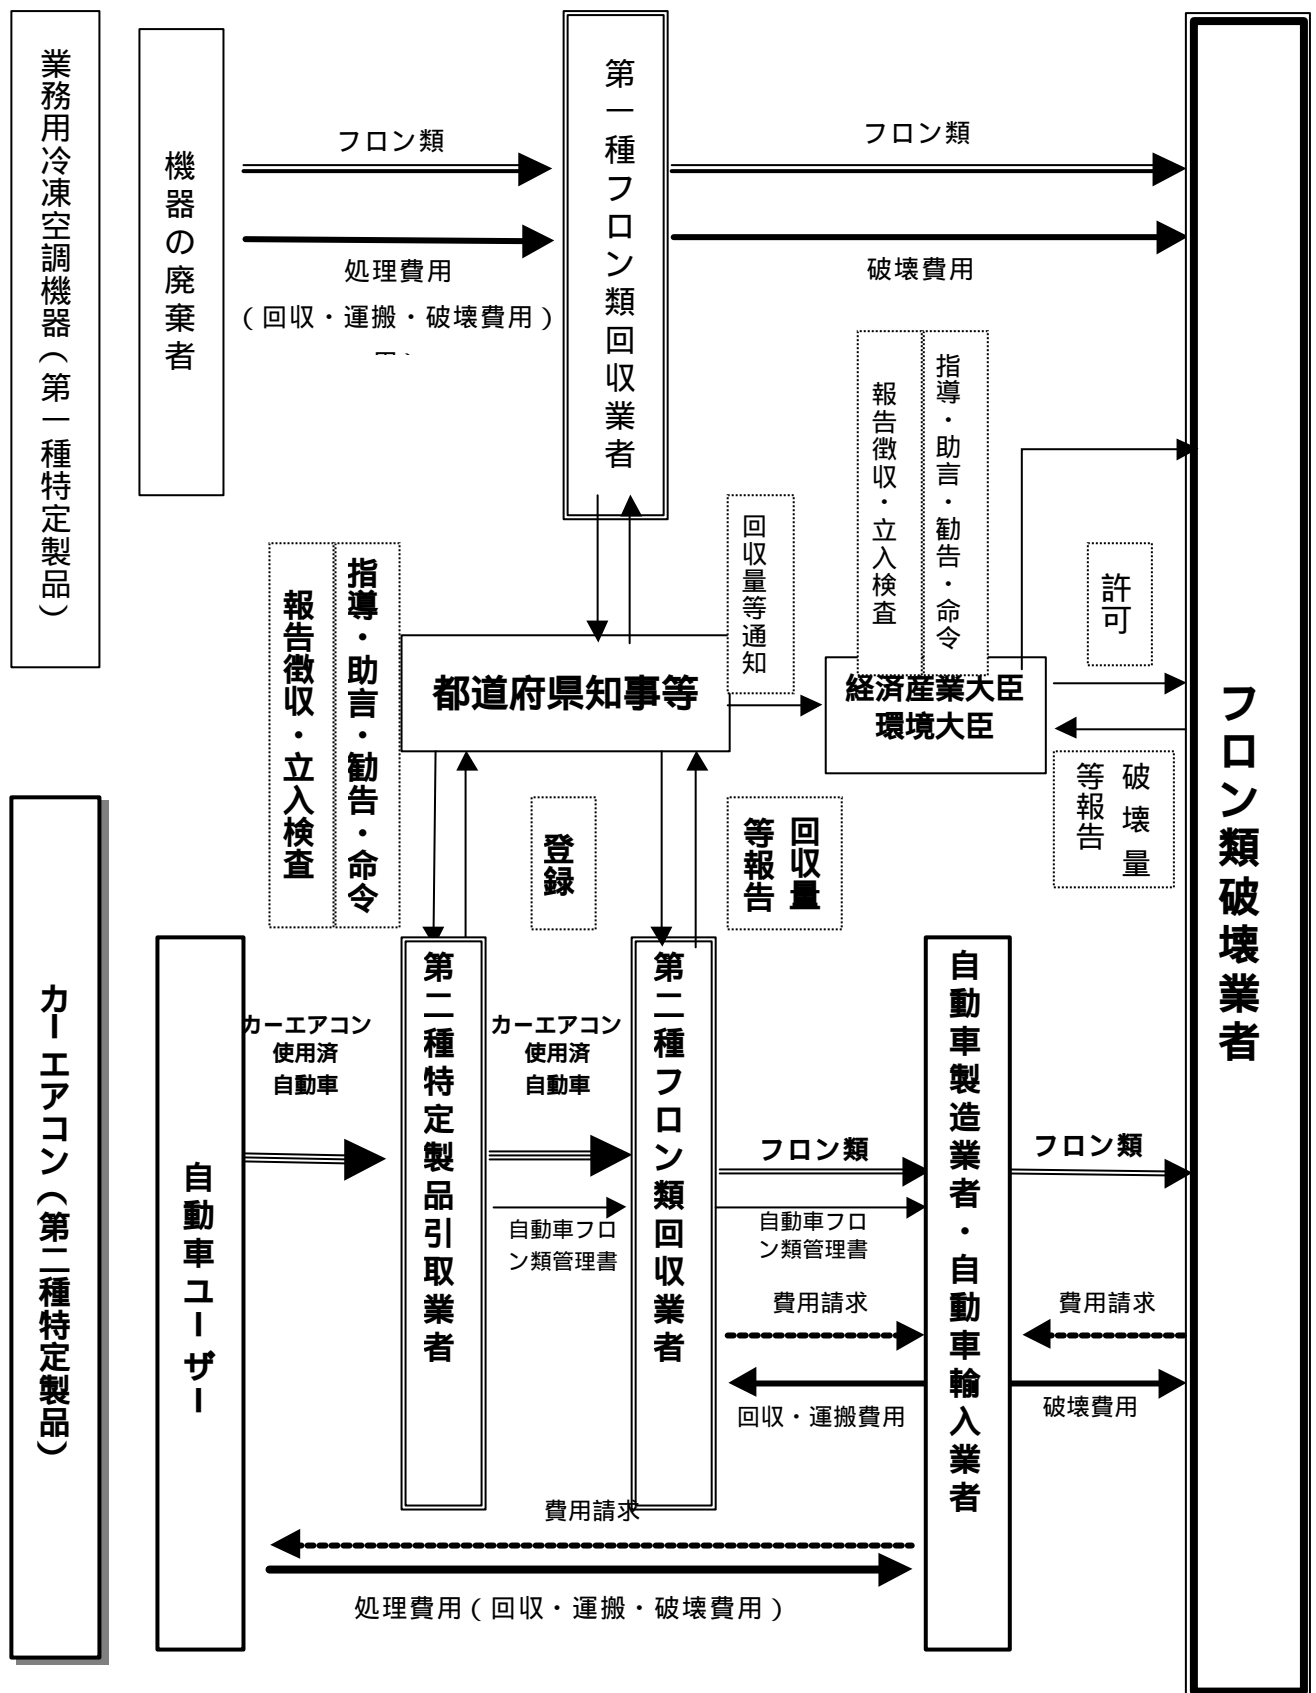 業務用冷凍空調機器(第一種特定製品)
機器の廃棄者
フロン類
処理費用
(回収・運搬・破壊費用)
第一種フロン類回収業者
フロン類
破壊費用
報告徴収・立入検査
指導・助言・勧告・命令
回収量等通知
許可
報告徴収・立入検査
指導・助言・勧告・命令
都道府県知事等
経済産業大臣
環境大臣
破壊量
等報告
登録
回収量
等報告
フロン類破壊業者
カーエアコン(第二種特定製品)
自動車ユーザー
カーエアコン
使用済
自動車
第二種特定製品引取業者
カーエアコン
使用済
自動車
自動車フロ
ン類管理書
第二種フロン類回収業者
フロン類
自動車フロ
ン類管理書
費用請求
回収・運搬費用
自動車製造業者・自動車輸入業者
フロン類
費用請求
破壊費用
費用請求
処理費用(回収・運搬・破壊費用)